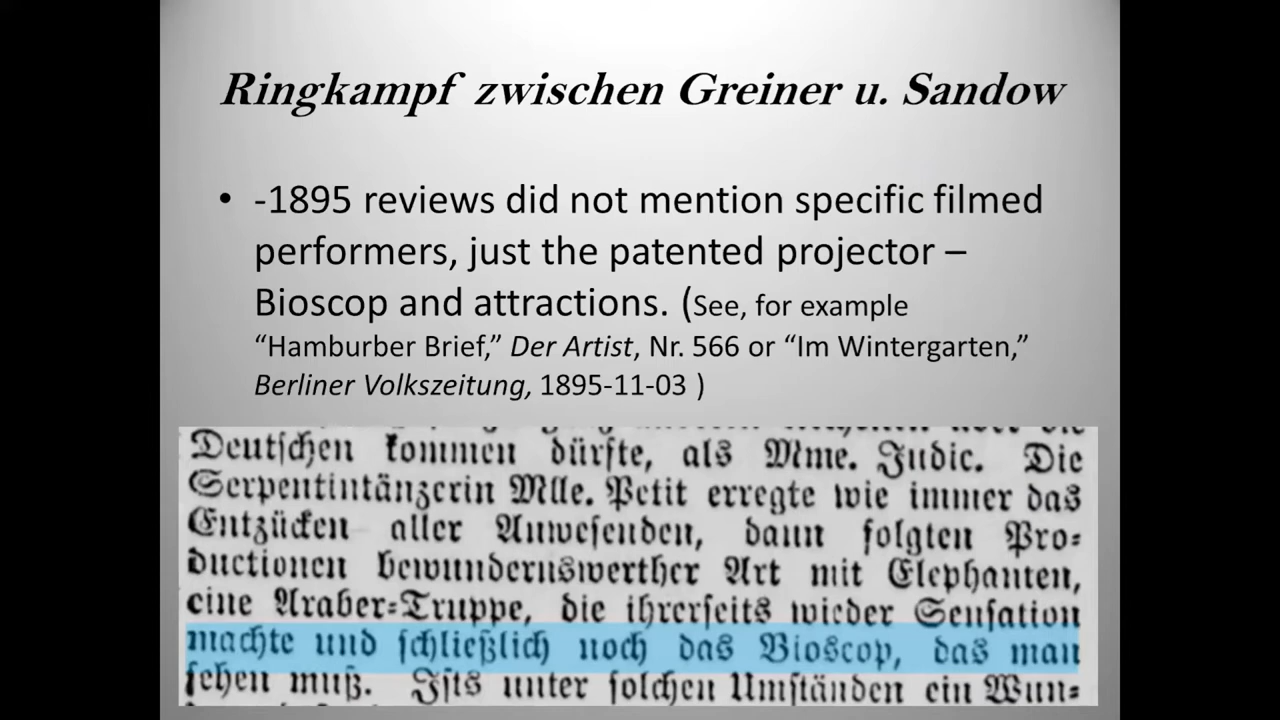 Ringkampf zwischen Greiner u. Sandow
• -1895 reviews did not mention specific filmed
performers, just the patented projector –
Bioscop and attractions. (See, for example
“Hamburber Brief,” Der Artist, Nr. 566 or “Im Wintergarten,”
Berliner Volkszeitung, 1895-11-03 )
Deutschen kommen dürfte, als Mme. Judic. Die
Serpentintänzerin Mlle. Petit erregte wie immer das
Entzücken aller Anwesenden, dann folgten Pro-
ductionen bewundernswerther Art mit Elephanten,
eine Araber-Truppe, die ihrerseits wieder Sensation
machte und schließlich noch das Bioscop, das man
sehen muß. Ists unter solchen Umständen ein Wun-